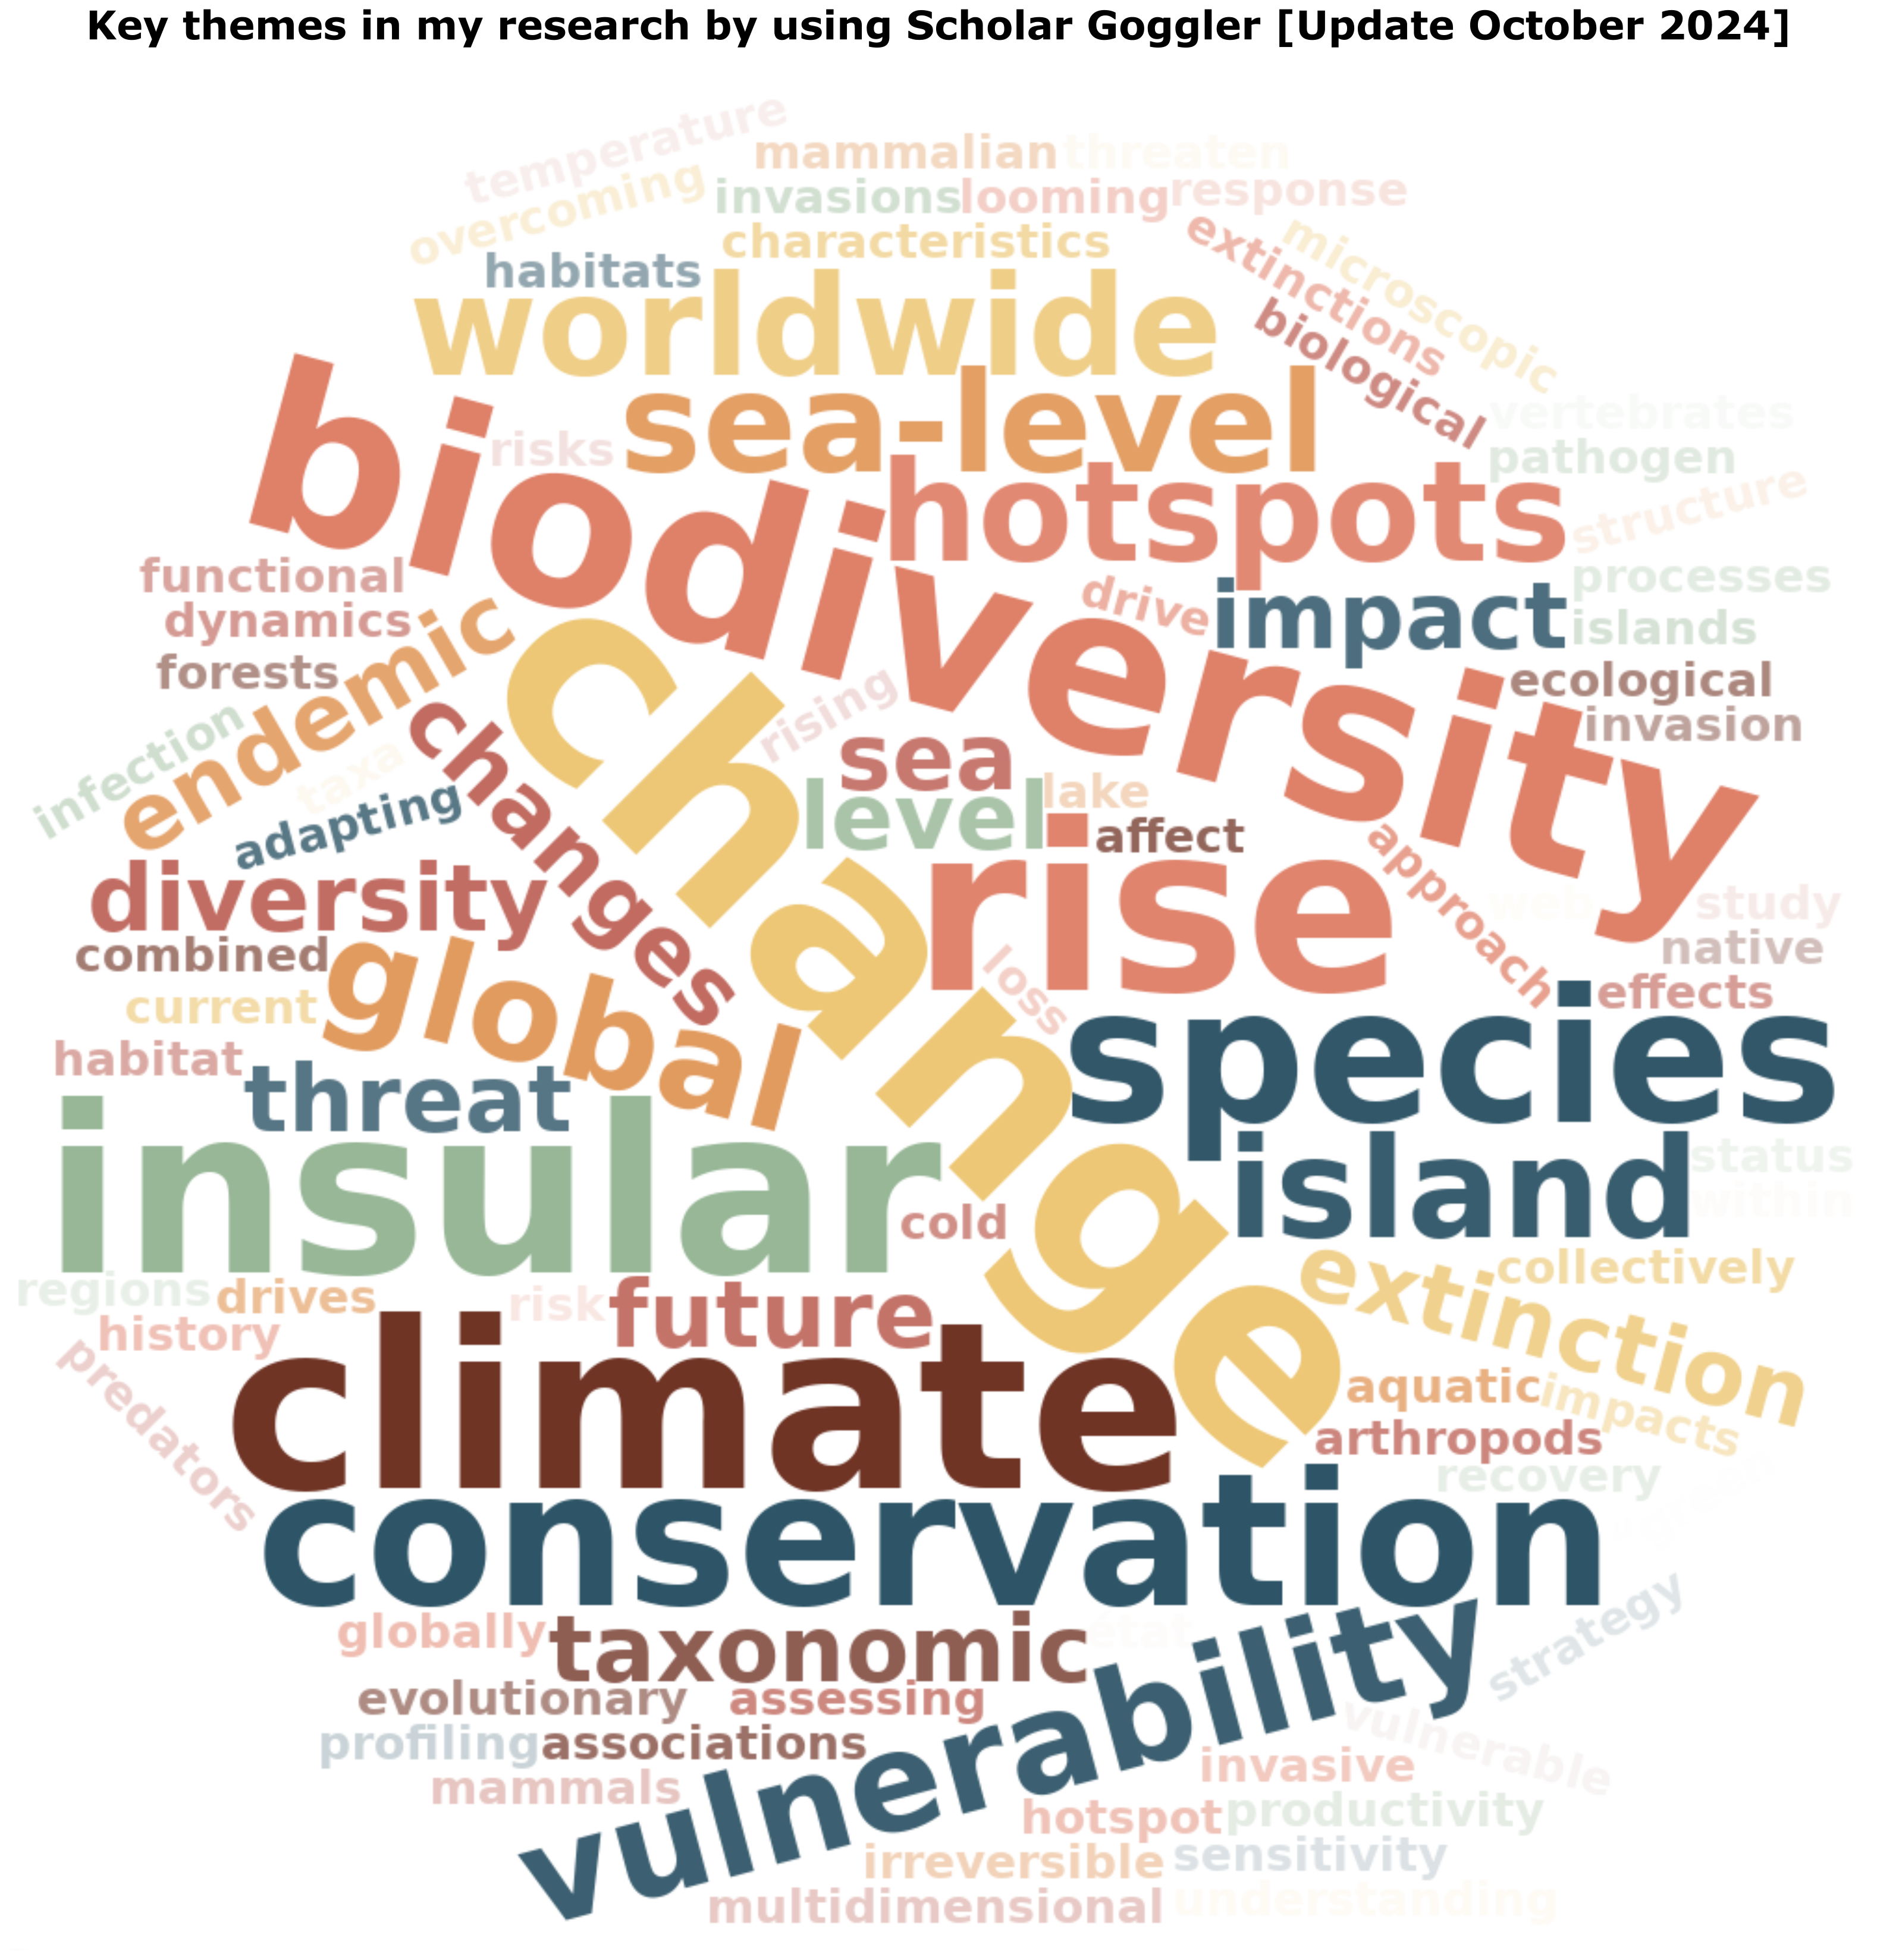 Key themes in my research by using Scholar Goggler [Update October 2024]
temperature
mammalian
threaten
overcoming
invasions
looming
response
characteristics
extinctions
microscopic
habitats
worldwide
biological
sea-level
vertebrates
risks
pathogen
biodiversity
hotspots
structure
functional
drive
impact
processes
dynamics
islands
forests
endemic
ecological
rising
invasion
infection
taxa
changes
change
sea
lake
adapting
level
affect
diversity
rise
approach
web
study
combined
native
current
global
loss
effects
habitat
species
threat
insular
island
status
within
cold
extinction
collectively
regions
drives
risk
future
history
climate
aquatic
impacts
predators
arthropods
recovery
conservation
globally
taxonomic
état
strategy
evolutionary
assessing
vulnerability
profiling
associations
vulnerable
mammals
invasive
hotspot
productivity
irreversible
sensitivity
multidimensional
understanding